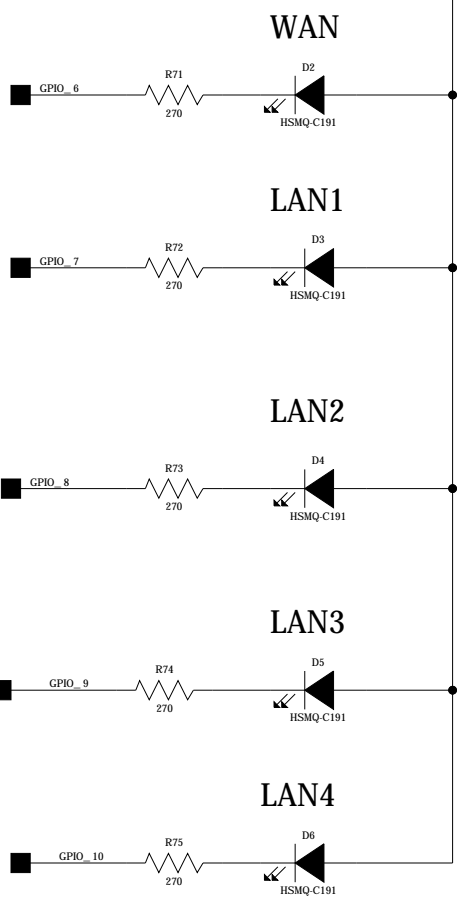 WAN
D2
R71
GPIO_6
270
HSMQ-C191
LAN1
D3
R72
GPIO_7
270
HSMQ-C191
LAN2
D4
R73
GPIO_8
270
HSMQ-C191
LAN3
D5
R74
GPIO_9
270
HSMQ-C191
LAN4
D6
R75
GPIO_10
270
HSMQ-C191